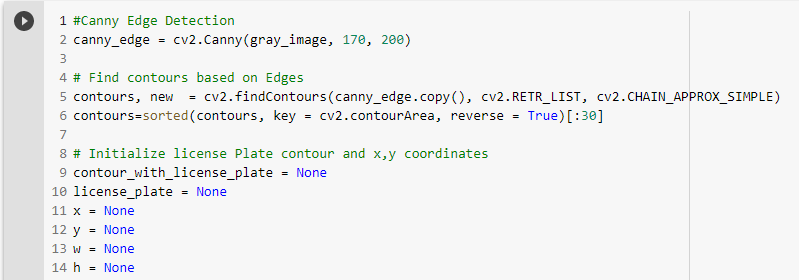 1 #Canny Edge Detection
2 canny_edge = cv2.Canny(gray_image, 170, 200)
3
4 # Find contours based on Edges
5 contours, new  = cv2.findContours(canny_edge.copy(), cv2.RETR_LIST, cv2.CHAIN_APPROX_SIMPLE)
6 contours=sorted(contours, key = cv2.contourArea, reverse = True)[:30]
7
8 # Initialize license Plate contour and x,y coordinates
9 contour_with_license_plate = None
10 license_plate = None
11 x = None
12 y = None
13 w = None
14 h = None